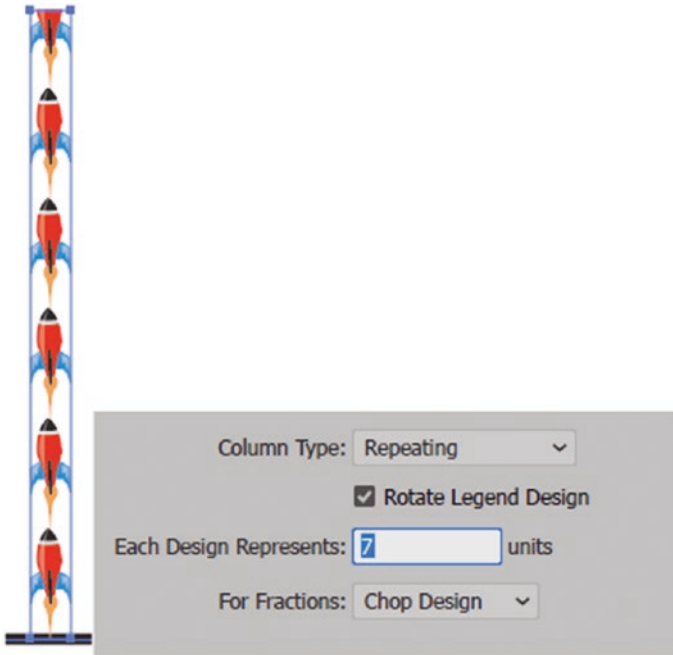 Column Type: Repeating
Rotate Legend Design
Each Design Represents: 7 units
For Fractions: Chop Design